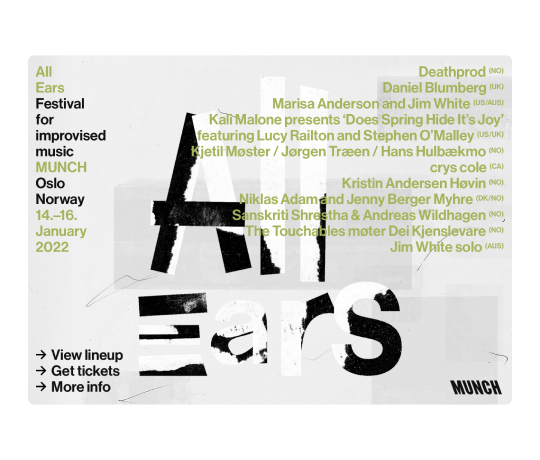 All
Ears
Festival
for
improvised
music
MUNCH
Oslo
Norway
14.–16.
January
2022
Deathprod (NO)
Daniel Blumberg (UK)
Marisa Anderson and Jim White (US/AUS)
Kali Malone presents ‘Does Spring Hide It’s Joy’
featuring Lucy Railton and Stephen O’Malley (US/UK)
Kjetil Møster / Jørgen Træen / Hans Hulbækmo (NO)
crys cole (CA)
Kristin Andersen Høvin (NO)
Niklas Adam and Jenny Berger Myhre (DK/NO)
Sanskriti Shrestha & Andreas Wildhagen (NO)
The Touchables møter Dei Kjenslevare (NO)
Jim White solo (AUS)
All
Ears
→ View lineup
→ Get tickets
→ More info
MUNCH